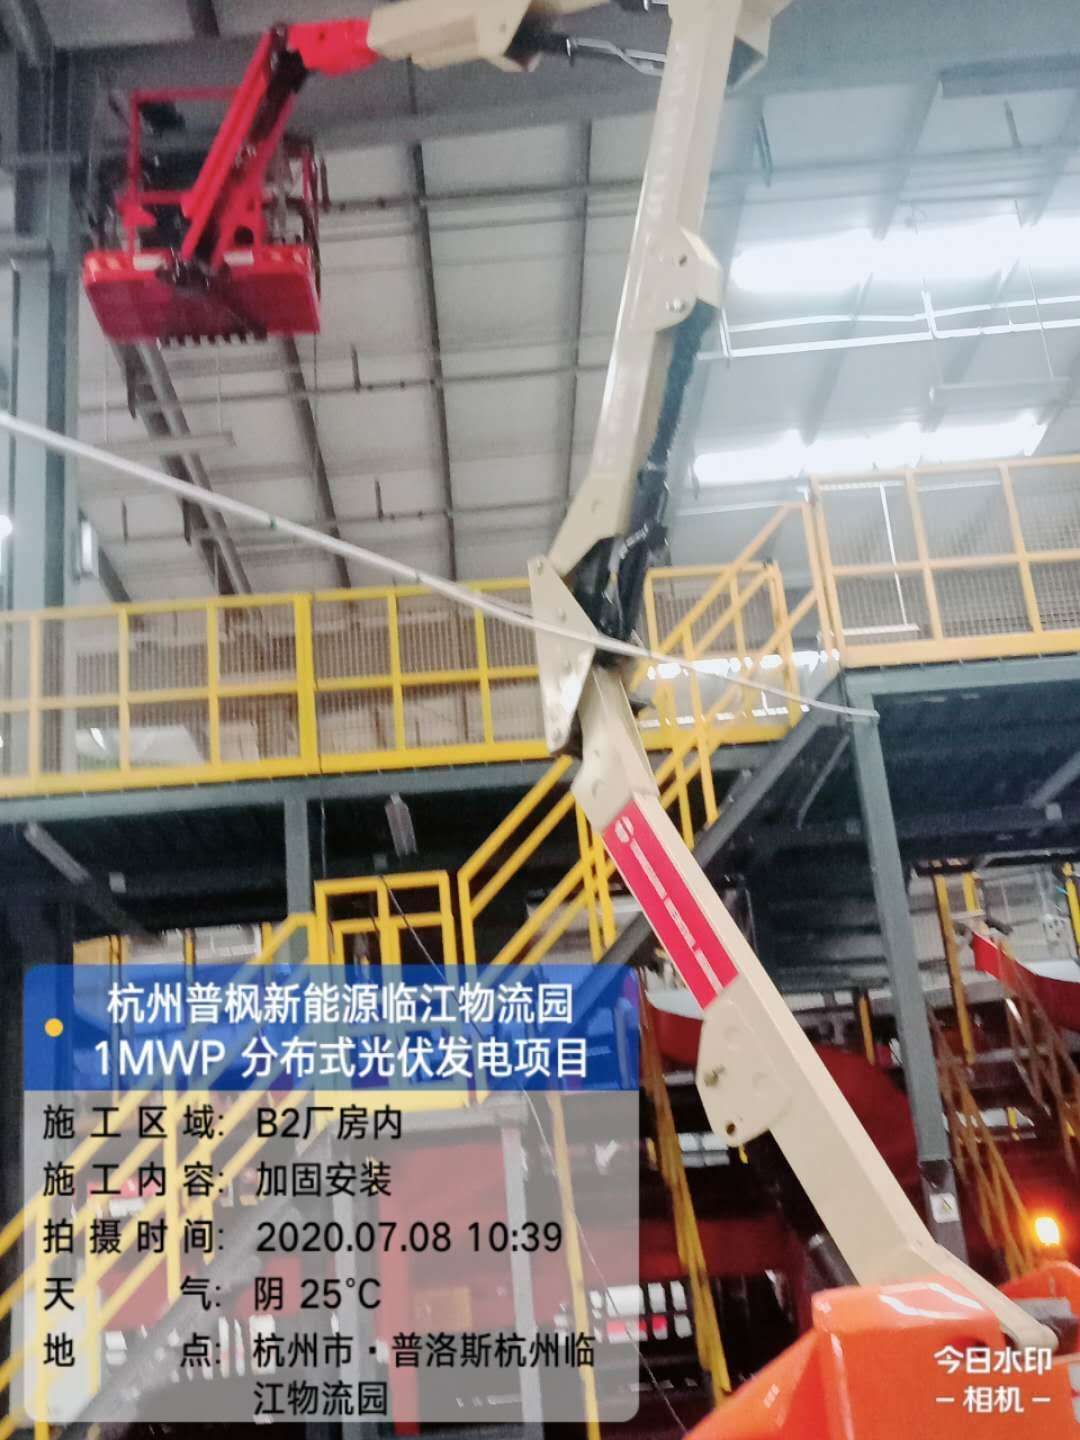 杭州普枫新能源临江物流园
1MWP 分布式光伏发电项目
施工区域: B2厂房内
施工内容: 加固安装
拍摄时间: 2020.07.08 10:39
天气: 阴 25°C
地点: 杭州市·普洛斯杭州临
江物流园
今日水印
-相机-